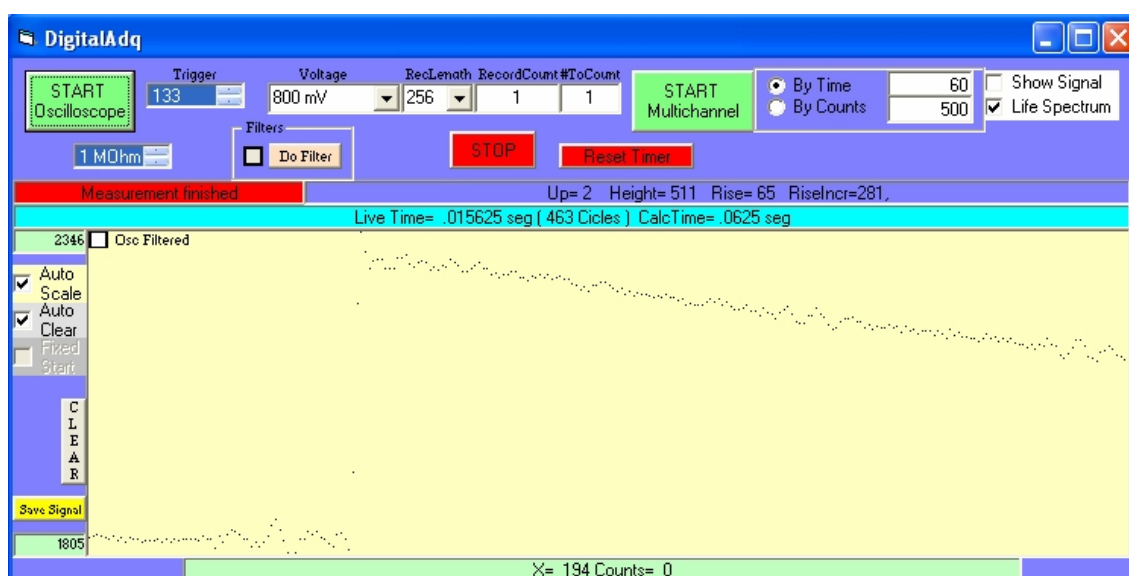 DigitalAdq
Trigger Voltage RecLength RecordCount #ToCount
START
Oscilloscope
133 800 mV 256 1 1
START
Multichannel
By Time 60
By Counts 500
Show Signal
Life Spectrum
Filters
1 MOhm
Do Filter
STOP
Reset Timer
Measurement finished
Up= 2 Height= 511 Rise= 65 RiseIncr=281,
Live Time= .015625 seg ( 463 Cicles ) CalcTime= .0625 seg
2346
Osc Filtered
Auto
Scale
Auto
Clear
Fixed
Start
C
L
E
A
R
Save Signal
1805
X= 194 Counts= 0